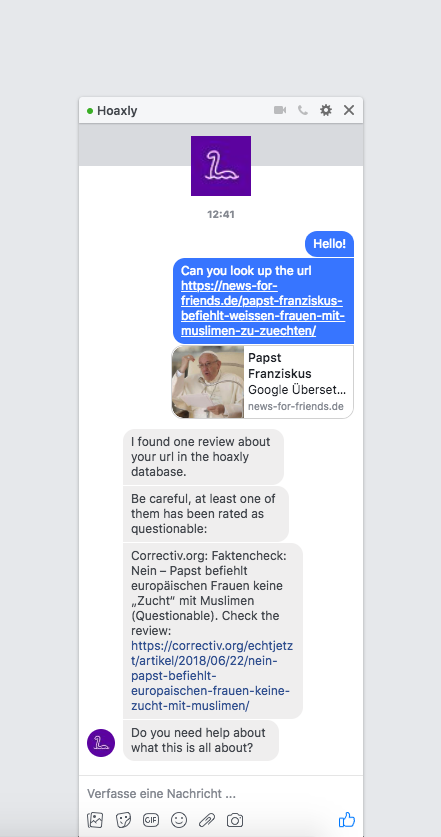 Hoaxly
12:41
Hello!
Can you look up the url
https://news-for-
friends.de/papst-franziskus-
befiehlt-weissen-frauen-mit-
muslimen-zu-zuechten/
Papst
Franziskus
Google Überset...
news-for-friends.de
I found one review about
your url in the hoaxly
database.
Be careful, at least one of
them has been rated as
questionable:
Correctiv.org: Faktencheck:
Nein – Papst befiehlt
europäischen Frauen keine
„Zucht“ mit Muslimen
(Questionable). Check the
review:
https://correctiv.org/echtjetz
t/artikel/2018/06/22/nein-
papst-befiehlt-
europaischen-frauen-keine-
zucht-mit-muslimen/
Do you need help about
what this is all about?
Verfasse eine Nachricht ...
GIF